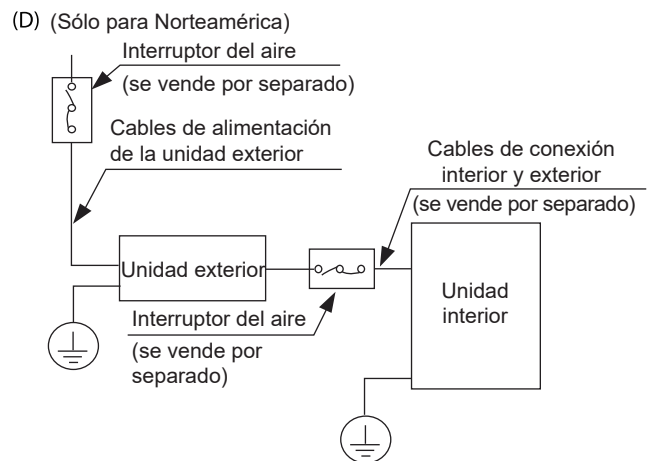 (D) (Sólo para Norteamérica)
Interruptor del aire
(se vende por separado)
Cables de alimentación
de la unidad exterior
Cables de conexión
interior y exterior
(se vende por separado)
Unidad exterior
Interruptor del aire
(se vende por
separado)
Unidad
interior